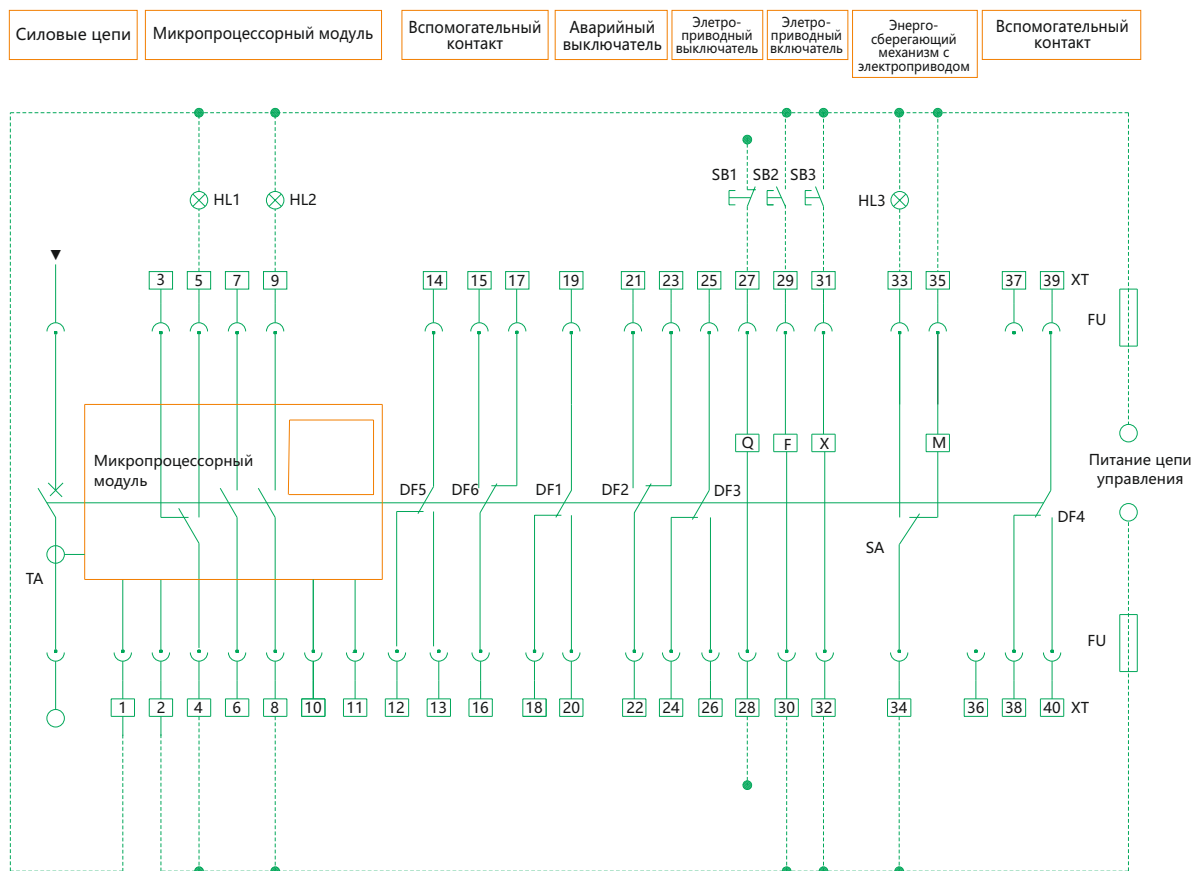 Силовые цепи
Микропроцессорный модуль
Вспомогательный
контакт
Аварийный
выключатель
Элетро-
приводный
выключатель
Элетро-
приводный
включатель
Энерго-
сберегающий
механизм с
электроприводом
Вспомогательный
контакт
SB1 SB2 SB3
HL1 HL2 HL3
3 5 7 9 14 15 17 19 21 23 25 27 29 31 33 35 37 39 XT
FU
Q F X M
Микропроцессорный
модуль
Питание цепи
управления
DF5 DF6 DF1 DF2 DF3 DF4
SA
TA
FU
1 2 4 6 8 10 11 12 13 16 18 20 22 24 26 28 30 32 34 36 38 40 XT